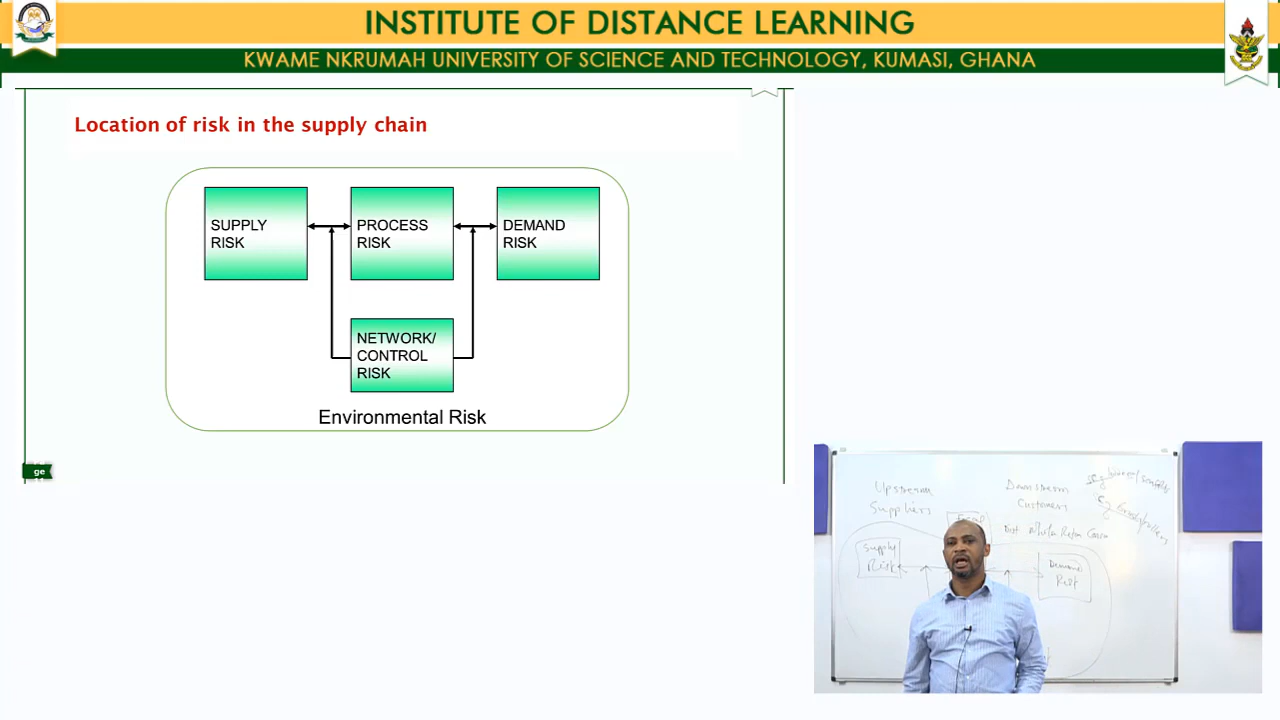 INSTITUTE OF DISTANCE LEARNING
KWAME NKRUMAH UNIVERSITY OF SCIENCE AND TECHNOLOGY, KUMASI, GHANA
Location of risk in the supply chain
SUPPLY
RISK
PROCESS
RISK
DEMAND
RISK
NETWORK/
CONTROL
RISK
Environmental Risk
ge
Upstream
Suppliers
Downstream
Customers
Supply
Risk
Demand
Risk